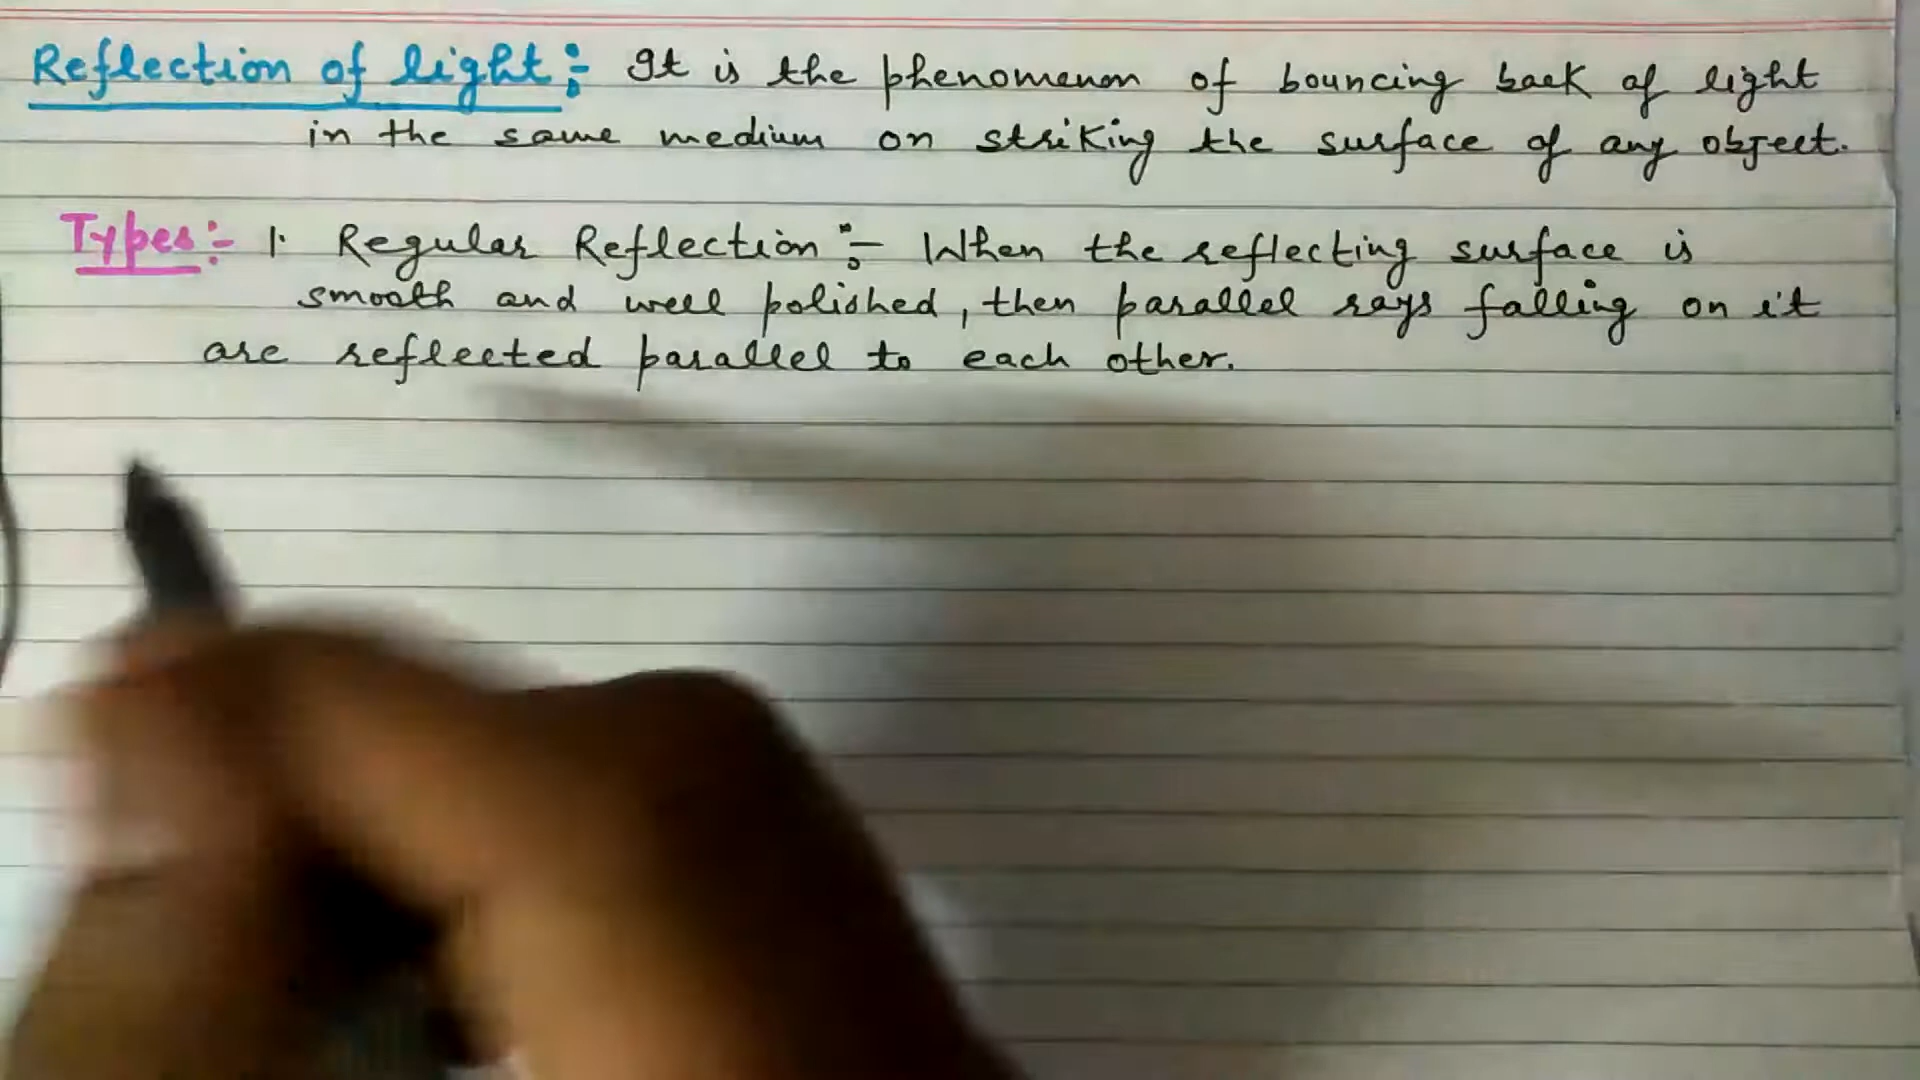 Reflection of light:- It is the phenomenon of bouncing back of light
in the same medium on striking the surface of any object.
Types:- 1. Regular Reflection:- When the reflecting surface is
smooth and well polished, then parallel rays falling on it
are reflected parallel to each other.